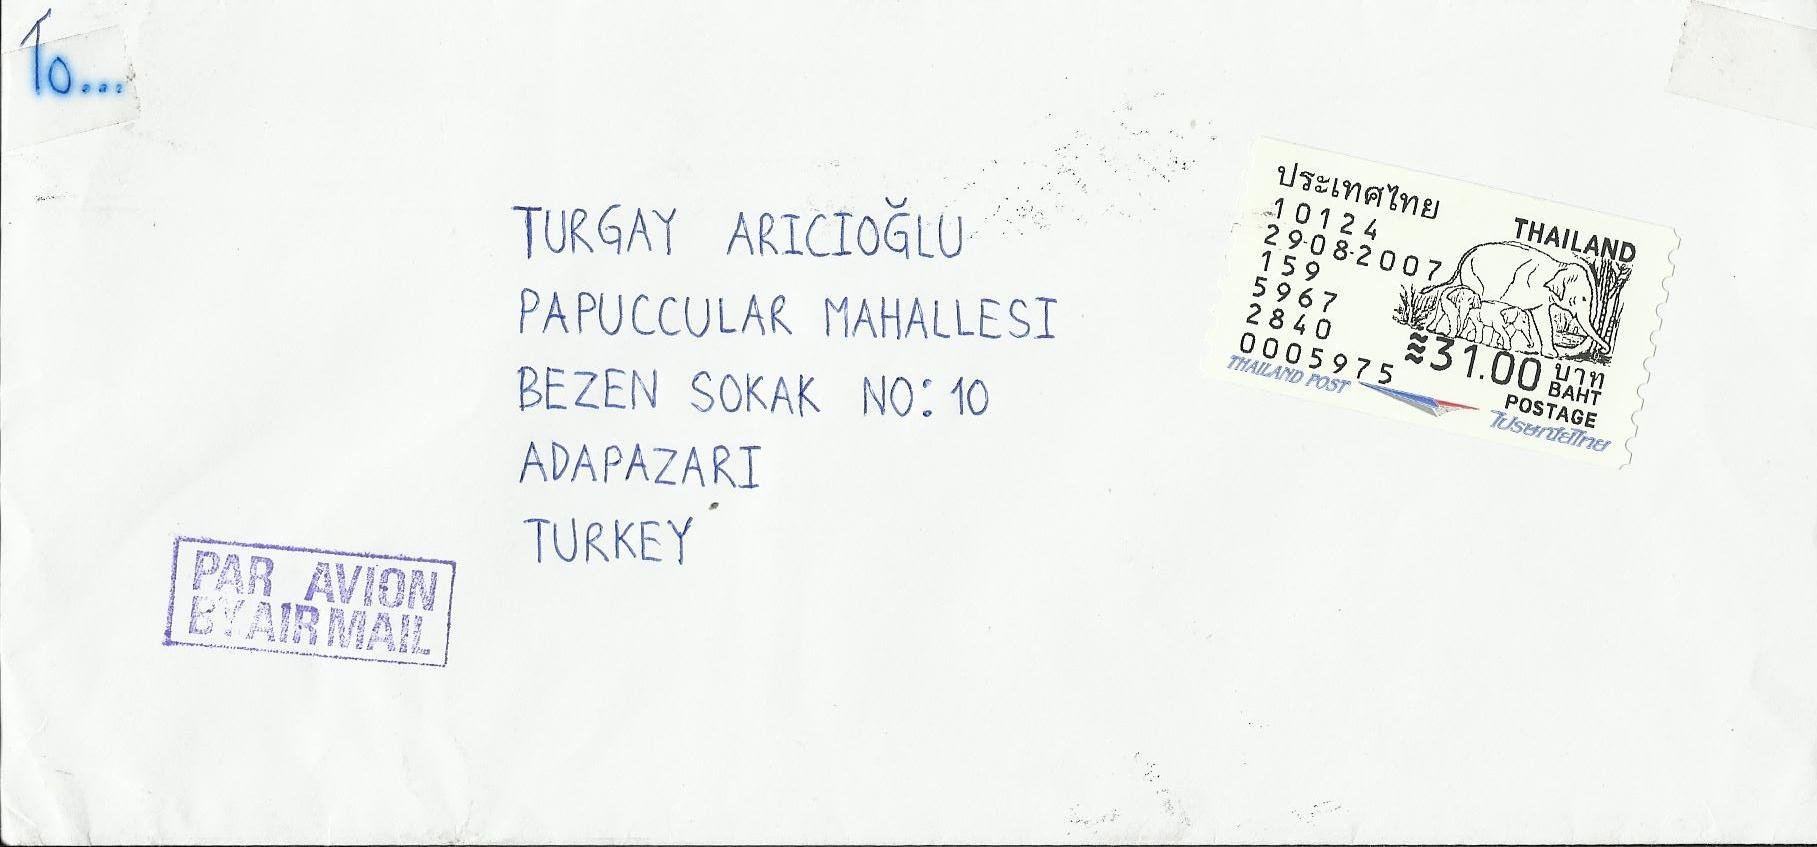 To...
TURGAY ARICIOĞLU
PAPUCCULAR MAHALLESI
BEZEN SOKAK NO: 10
ADAPAZARI
TURKEY
PAR AVION
BY AIR MAIL
ประเทศไทย
10124
29-08-2007
159
5967
2840
0005975
THAILAND
≋31.00 บาท
BAHT
POSTAGE
THAILAND POST
ไปรษณีย์ไทย